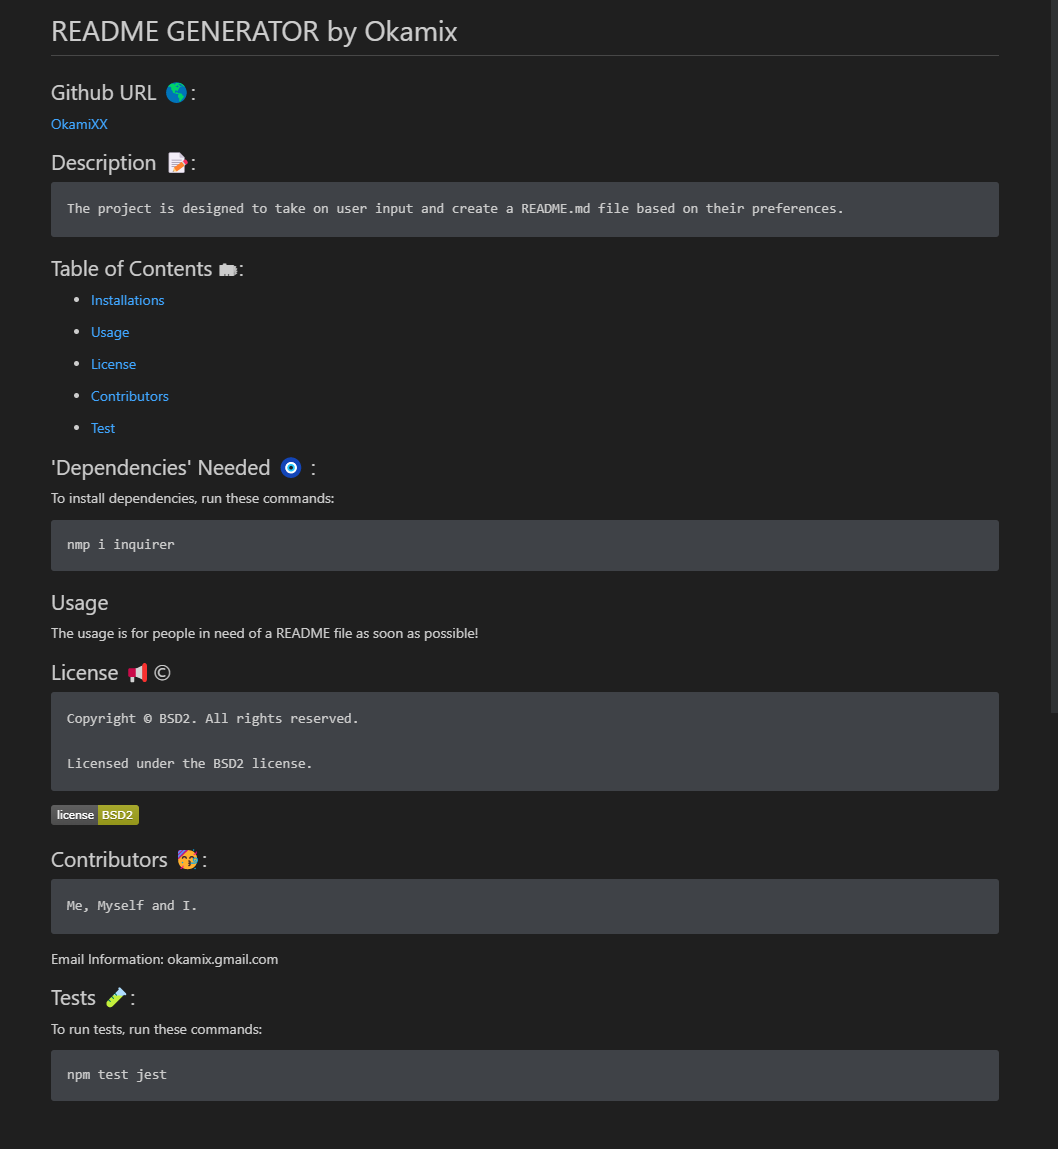 README GENERATOR by Okamix
Github URL 🌎:
OkamiXX
Description 📝:
The project is designed to take on user input and create a README.md file based on their preferences.
Table of Contents :
Installations
Usage
License
Contributors
Test
'Dependencies' Needed 🧿 :
To install dependencies, run these commands:
nmp i inquirer
Usage
The usage is for people in need of a README file as soon as possible!
License 📢 ©
Copyright © BSD2. All rights reserved.
Licensed under the BSD2 license.
license BSD2
Contributors 🥳:
Me, Myself and I.
Email Information: okamix.gmail.com
Tests 🧪:
To run tests, run these commands:
npm test jest